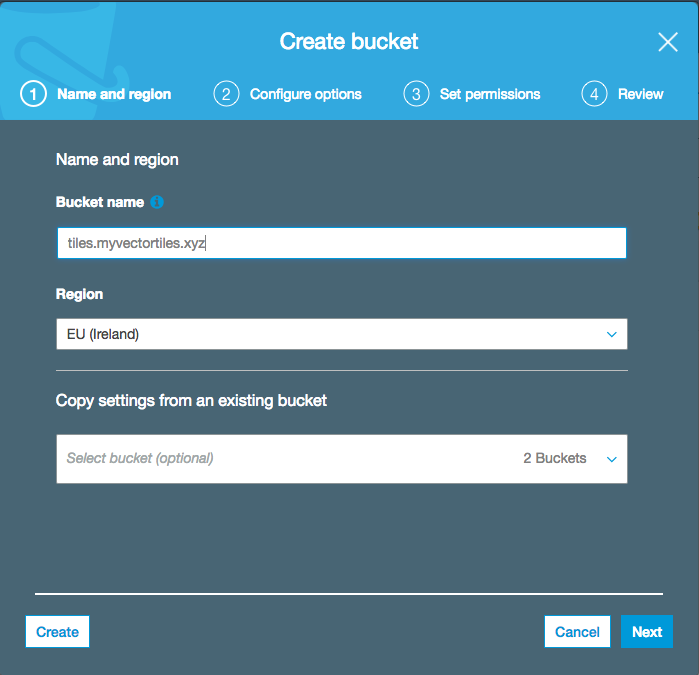 Create bucket
1 Name and region 2 Configure options 3 Set permissions 4 Review
Name and region
Bucket name i
tiles.myvectortiles.xyz
Region
EU (Ireland)
Copy settings from an existing bucket
Select bucket (optional) 2 Buckets
Create Cancel Next